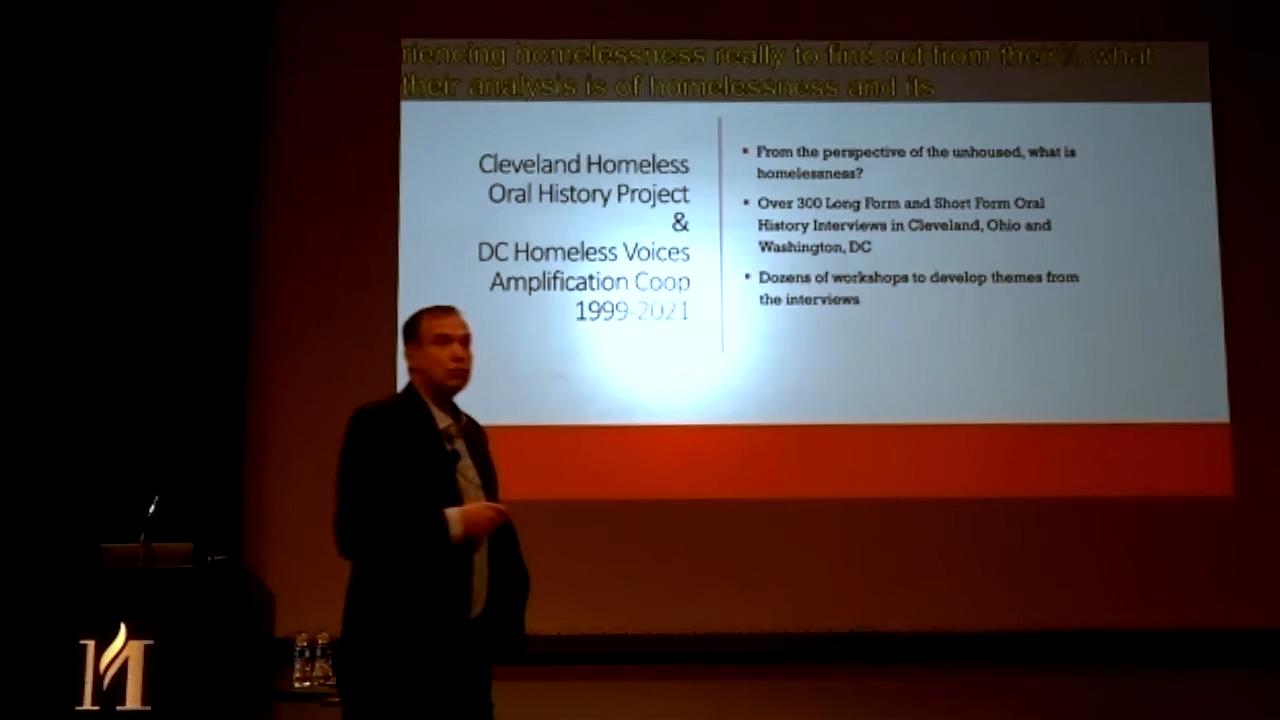 riencing homelessness really to find out from their% what
their analysis is of homelessness and its
Cleveland Homeless
Oral History Project
&
DC Homeless Voices
Amplification Coop
1999-2021
▪ From the perspective of the unhoused, what is
homelessness?
▪ Over 300 Long Form and Short Form Oral
History Interviews in Cleveland, Ohio and
Washington, DC
▪ Dozens of workshops to develop themes from
the interviews